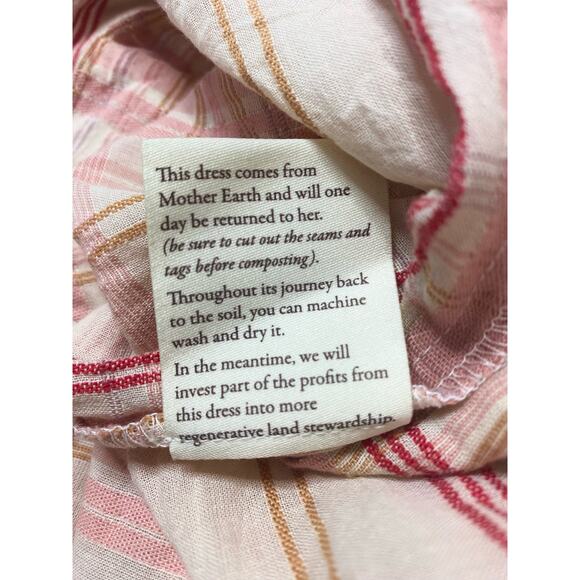 This dress comes from
Mother Earth and will one
day be returned to her.
(be sure to cut out the seams and
tags before composting).
Throughout its journey back
to the soil, you can machine
wash and dry it.
In the meantime, we will
invest part of the profits from
this dress into more
regenerative land stewardship.